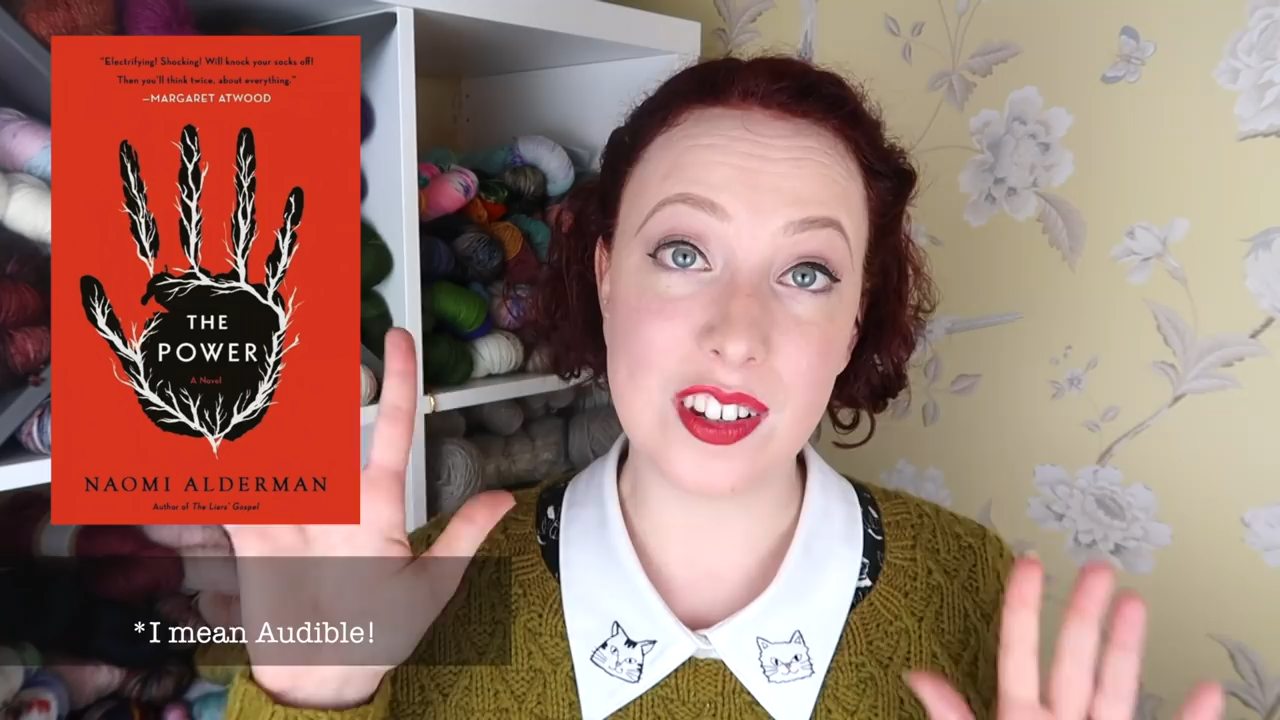 "Electrifying! Shocking! Will knock your socks off!
Then you'll think twice, about everything."
—MARGARET ATWOOD
THE
POWER
A Novel
NAOMI ALDERMAN
Author of The Liars' Gospel
*I mean Audible!